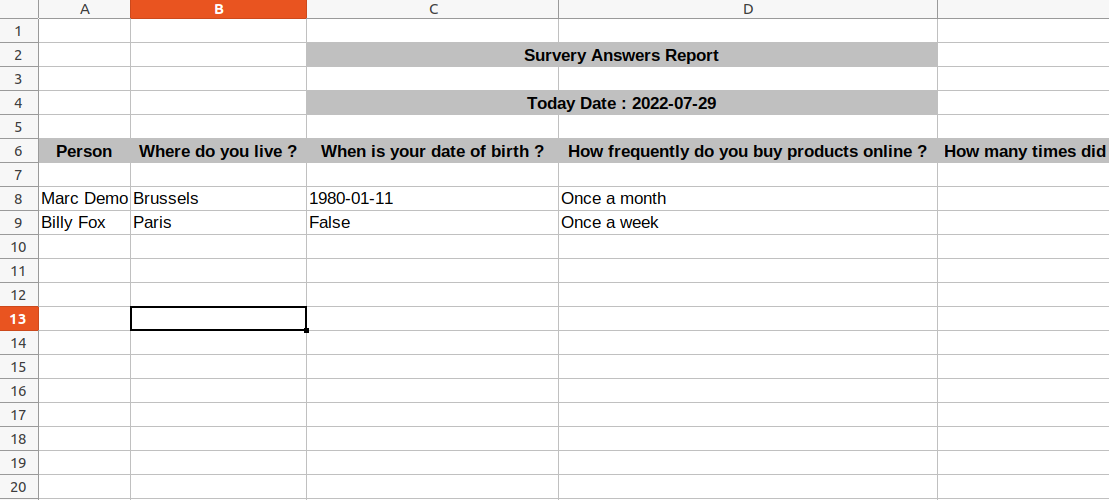 A B C D
1
2 Survery Answers Report
3
4 Today Date : 2022-07-29
5
6 Person Where do you live ? When is your date of birth ? How frequently do you buy products online ? How many times did
7
8 Marc Demo Brussels 1980-01-11 Once a month
9 Billy Fox Paris False Once a week
10
11
12
13
14
15
16
17
18
19
20